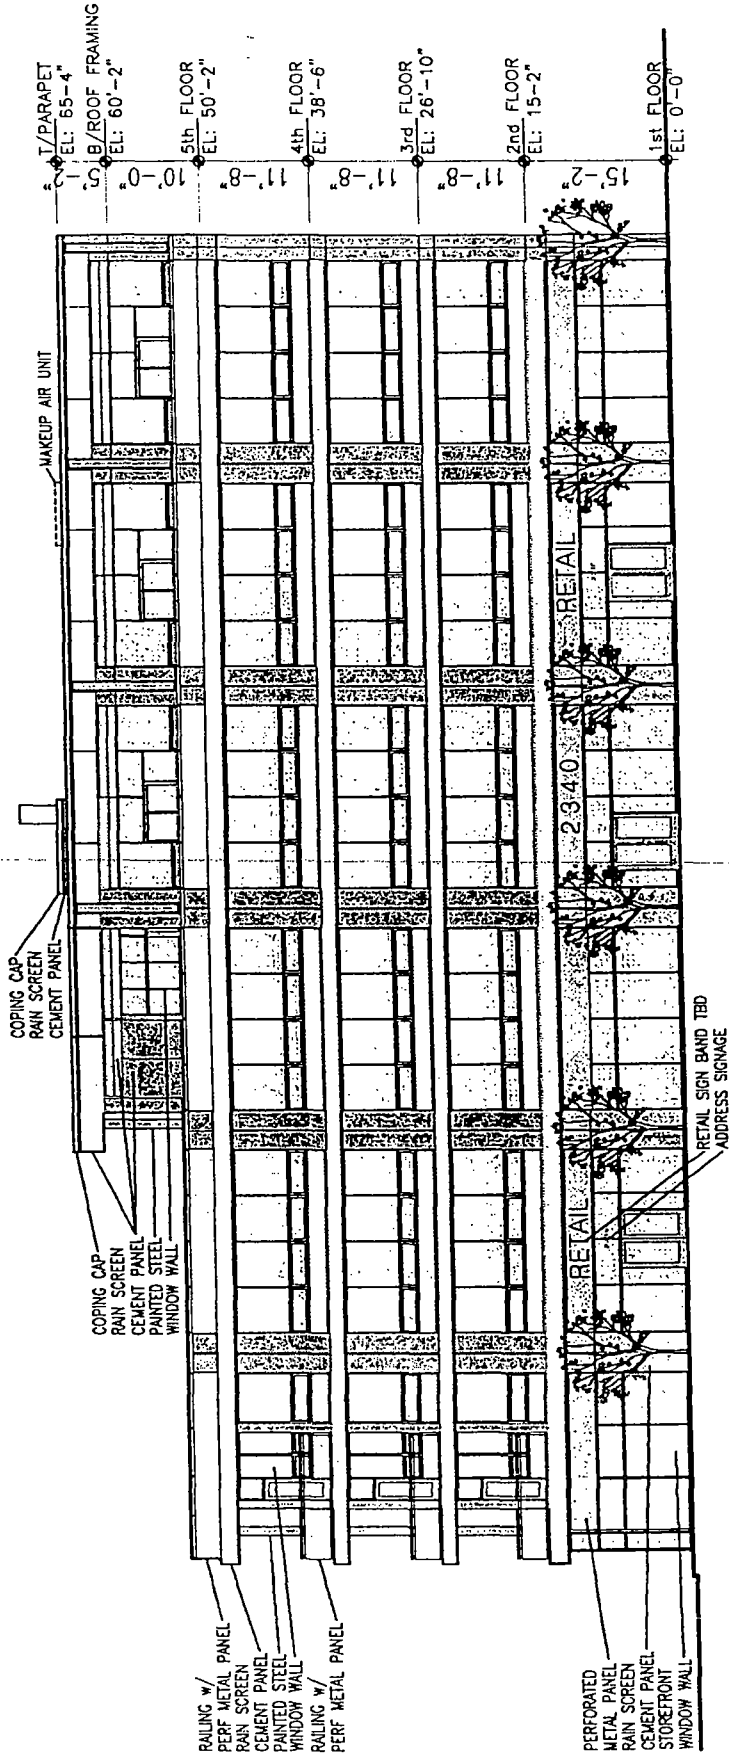 T/PARAPET
EL: 65-4"
B/ROOF FRAMING
EL: 60'-2"
5th FLOOR
EL: 50'-2"
4th FLOOR
EL: 38'-6"
3rd FLOOR
EL: 26'-10"
2nd FLOOR
EL: 15-2"
1st FLOOR
EL: 0'-0"
5'-2"
10'-0"
11'-8"
11'-8"
11'-8"
15'-2"
MAKEUP AIR UNIT
COPING CAP
RAIN SCREEN
CEMENT PANEL
COPING CAP
RAIN SCREEN
CEMENT PANEL
PAINTED STEEL
WINDOW WALL
RETAIL 2340 RETAIL
RETAIL SIGN BAND TBD
ADDRESS SIGNAGE
RAILING W/
PERF METAL PANEL
RAIN SCREEN
CEMENT PANEL
PAINTED STEEL
WINDOW WALL
RAILING W/
PERF METAL PANEL
PERFORATED
METAL PANEL
RAIN SCREEN
CEMENT PANEL
STOREFRONT
WINDOW WALL